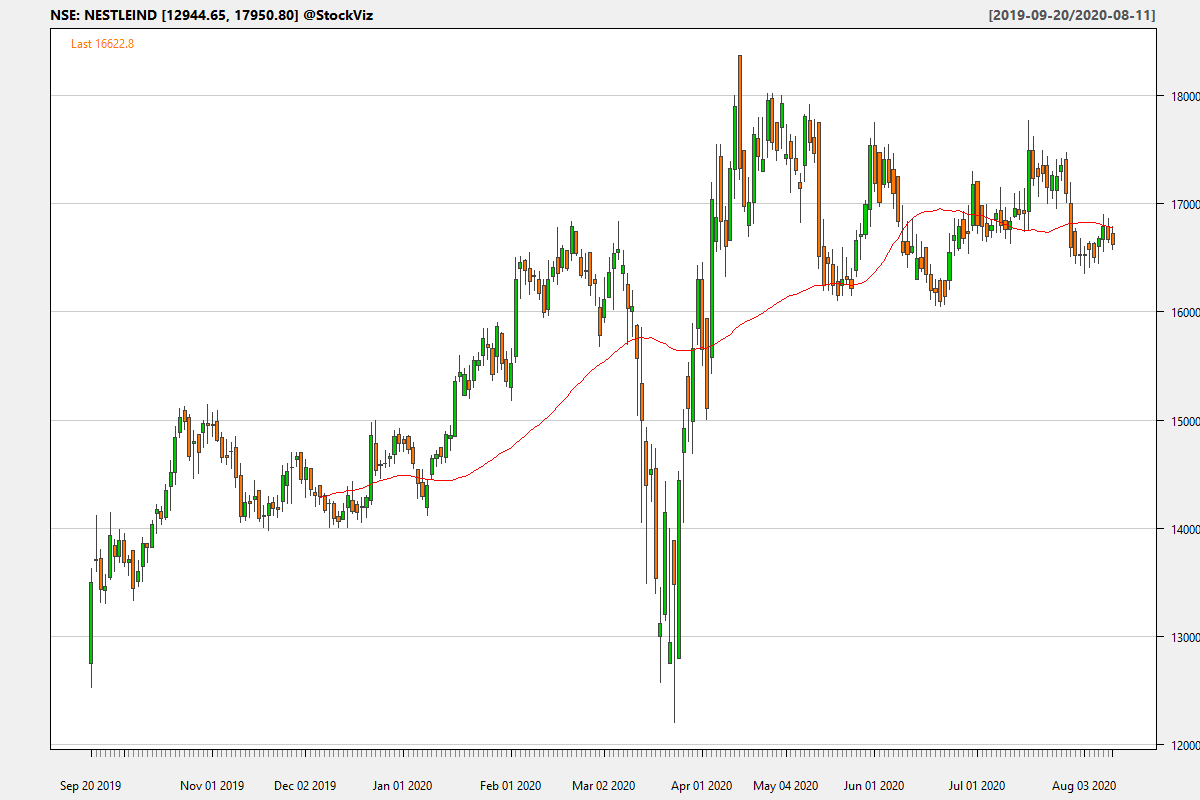 NSE: NESTLEIND [12944.65, 17950.80] @StockViz [2019-09-20/2020-08-11]
Last 16622.8
18000
17000
16000
15000
14000
13000
12000
Sep 20 2019 Nov 01 2019 Dec 02 2019 Jan 01 2020 Feb 01 2020 Mar 02 2020 Apr 01 2020 May 04 2020 Jun 01 2020 Jul 01 2020 Aug 03 2020